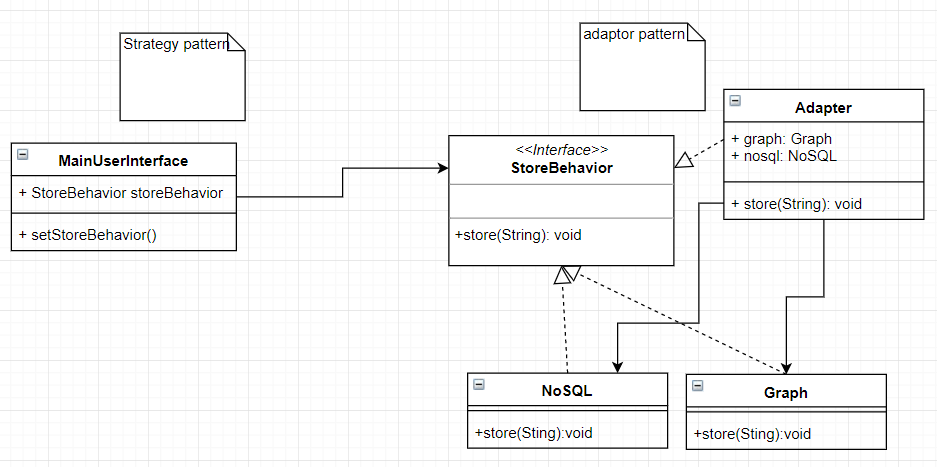 Strategy pattern
adaptor pattern
MainUserInterface
+ StoreBehavior storeBehavior
+ setStoreBehavior()
<<Interface>>
StoreBehavior
+store(String): void
Adapter
+ graph: Graph
+ nosql: NoSQL
+ store(String): void
NoSQL
+store(Sting):void
Graph
+store(Sting):void